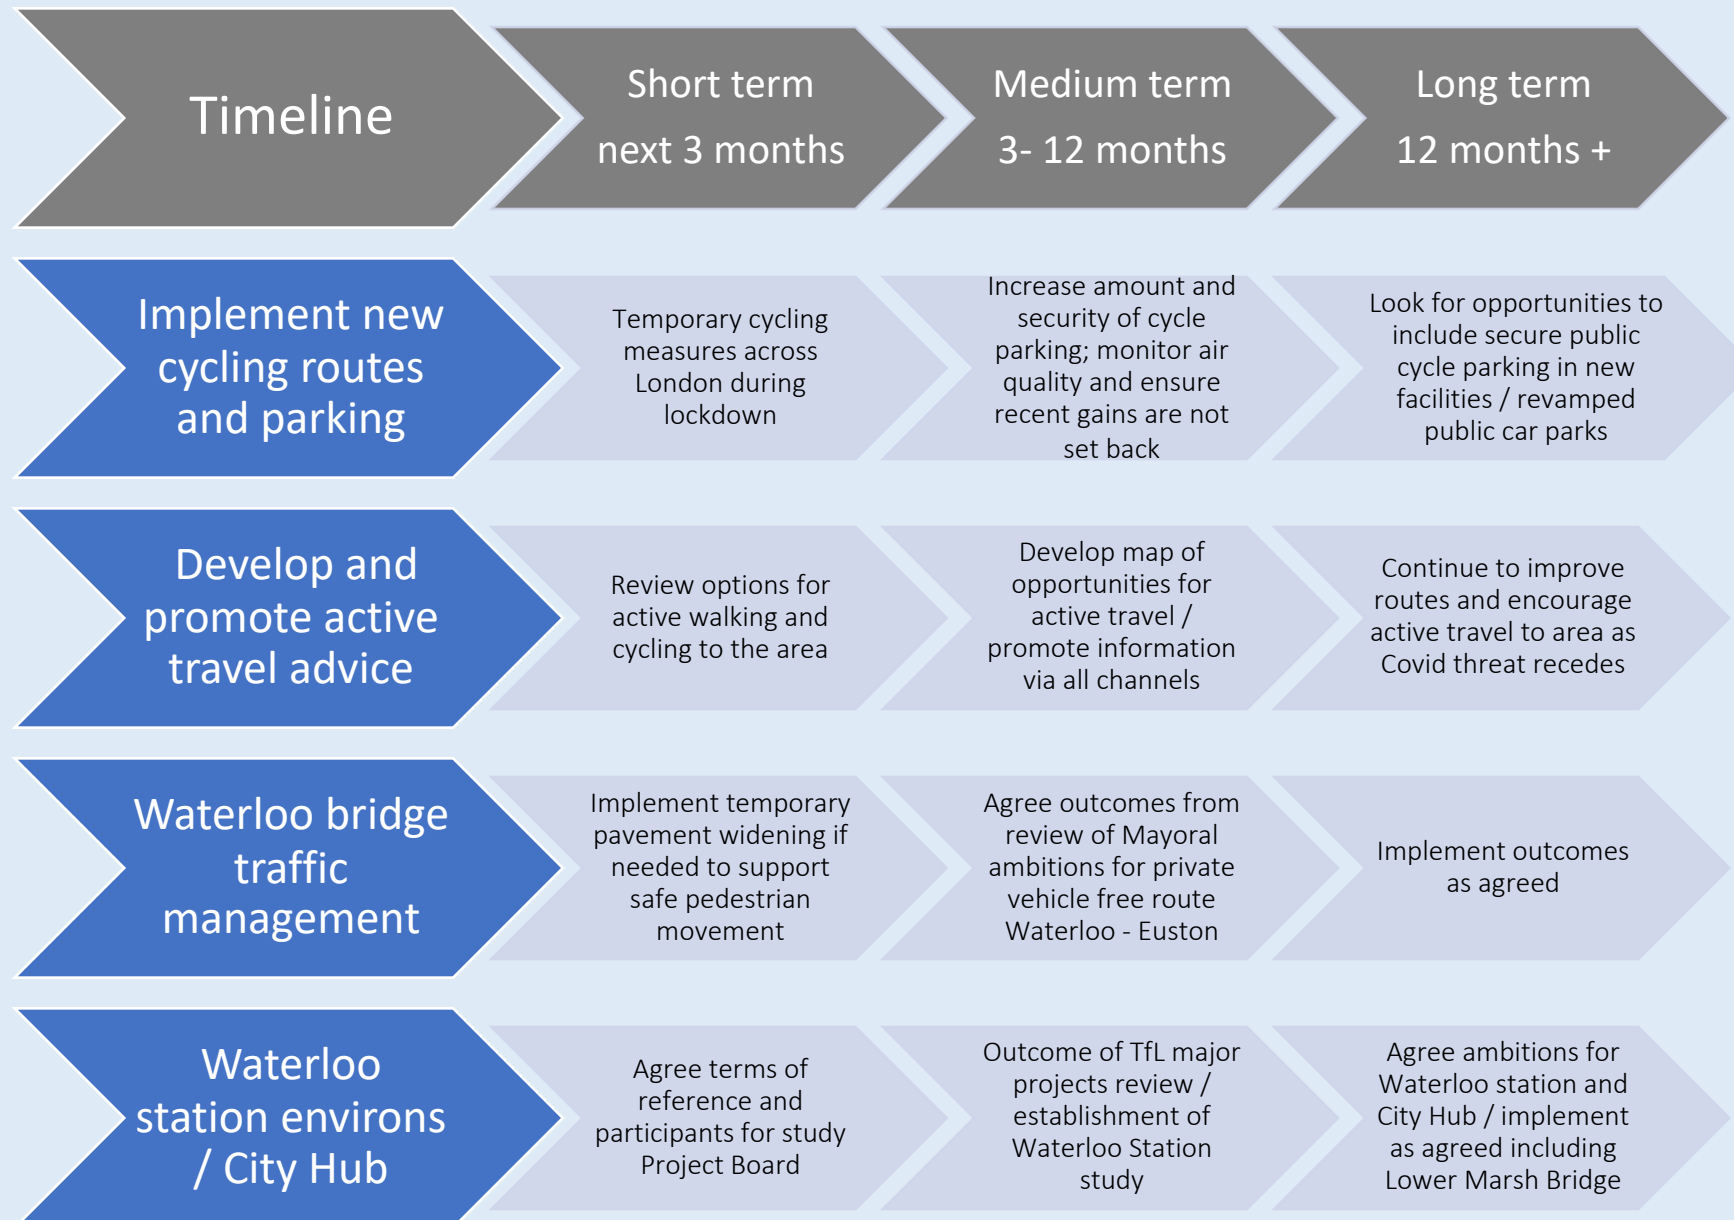 Timeline
Short term
next 3 months
Medium term
3- 12 months
Long term
12 months +
Implement new
cycling routes
and parking
Temporary cycling
measures across
London during
lockdown
Increase amount and
security of cycle
parking; monitor air
quality and ensure
recent gains are not
set back
Look for opportunities to
include secure public
cycle parking in new
facilities / revamped
public car parks
Develop and
promote active
travel advice
Review options for
active walking and
cycling to the area
Develop map of
opportunities for
active travel /
promote information
via all channels
Continue to improve
routes and encourage
active travel to area as
Covid threat recedes
Waterloo bridge
traffic
management
Implement temporary
pavement widening if
needed to support
safe pedestrian
movement
Agree outcomes from
review of Mayoral
ambitions for private
vehicle free route
Waterloo - Euston
Implement outcomes
as agreed
Waterloo
station environs
/ City Hub
Agree terms of
reference and
participants for study
Project Board
Outcome of TfL major
projects review /
establishment of
Waterloo Station
study
Agree ambitions for
Waterloo station and
City Hub / implement
as agreed including
Lower Marsh Bridge